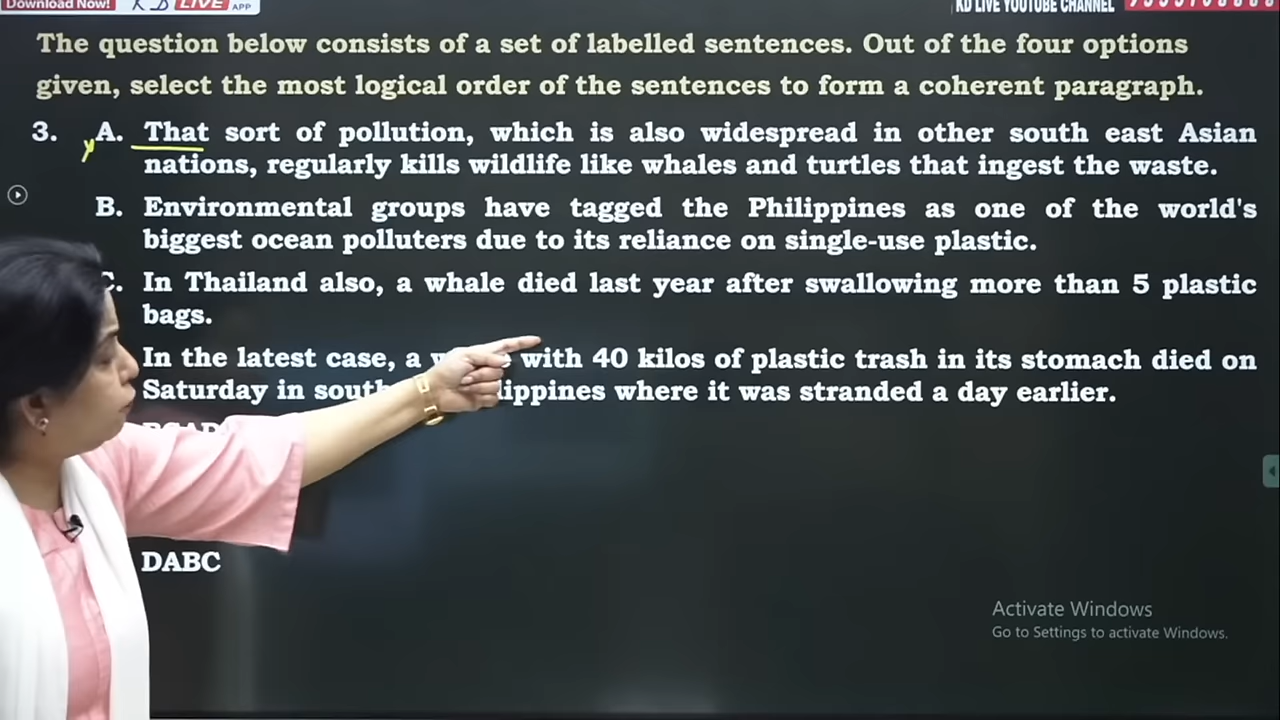 Download Now! KD LIVE APP
KD LIVE YOUTUBE CHANNEL
The question below consists of a set of labelled sentences. Out of the four options
given, select the most logical order of the sentences to form a coherent paragraph.
3. A. That sort of pollution, which is also widespread in other south east Asian
nations, regularly kills wildlife like whales and turtles that ingest the waste.
B. Environmental groups have tagged the Philippines as one of the world's
biggest ocean polluters due to its reliance on single-use plastic.
C. In Thailand also, a whale died last year after swallowing more than 5 plastic
bags.
In the latest case, a with 40 kilos of plastic trash in its stomach died on
Saturday in where it was stranded a day earlier.
DABC
Activate Windows
Go to Settings to activate Windows.